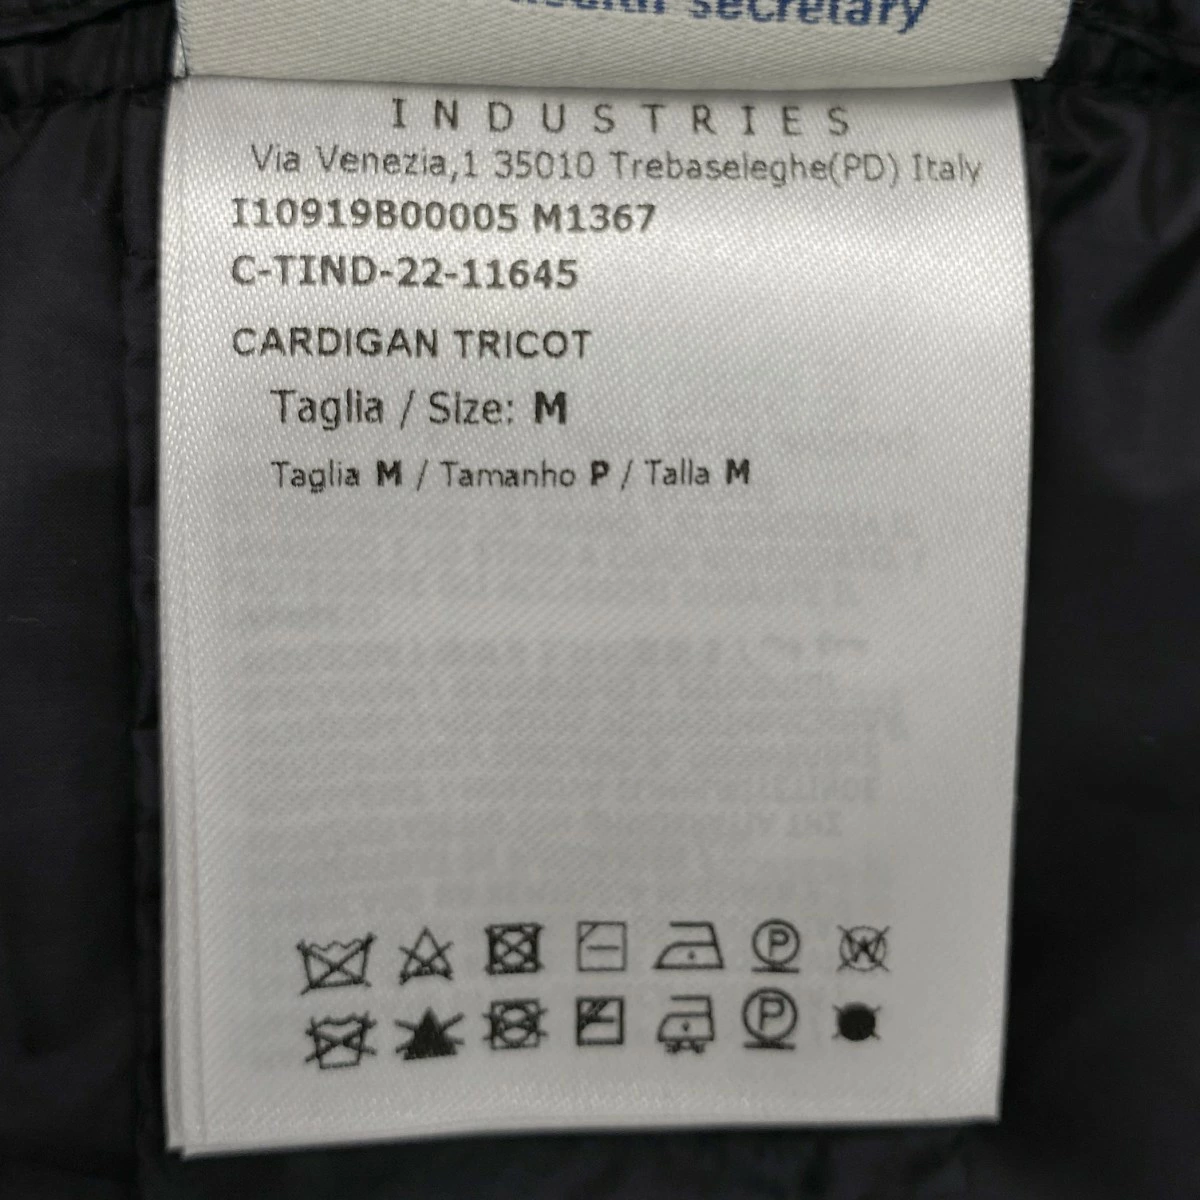 secretary
INDUSTRIES
Via Venezia,1 35010 Trebaseleghe(PD) Italy
I10919B00005 M1367
C-TIND-22-11645
CARDIGAN TRICOT
Taglia / Size: M
Taglia M / Tamanho P / Talla M
P W
P